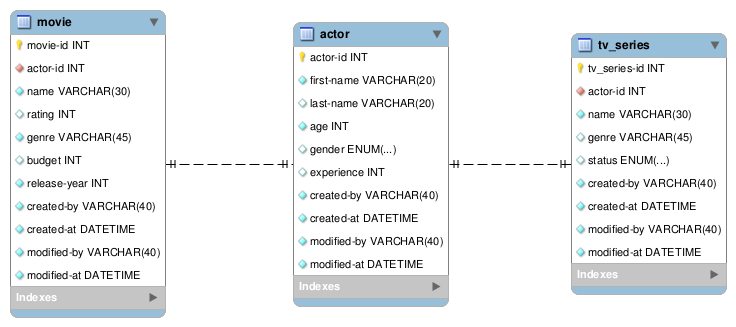 movie
movie-id INT
actor-id INT
name VARCHAR(30)
rating INT
genre VARCHAR(45)
budget INT
release-year INT
created-by VARCHAR(40)
created-at DATETIME
modified-by VARCHAR(40)
modified-at DATETIME
Indexes
actor
actor-id INT
first-name VARCHAR(20)
last-name VARCHAR(20)
age INT
gender ENUM(...)
experience INT
created-by VARCHAR(40)
created-at DATETIME
modified-by VARCHAR(40)
modified-at DATETIME
Indexes
tv_series
tv_series-id INT
actor-id INT
name VARCHAR(30)
genre VARCHAR(45)
status ENUM(...)
created-by VARCHAR(40)
created-at DATETIME
modified-by VARCHAR(40)
modified-at DATETIME
Indexes